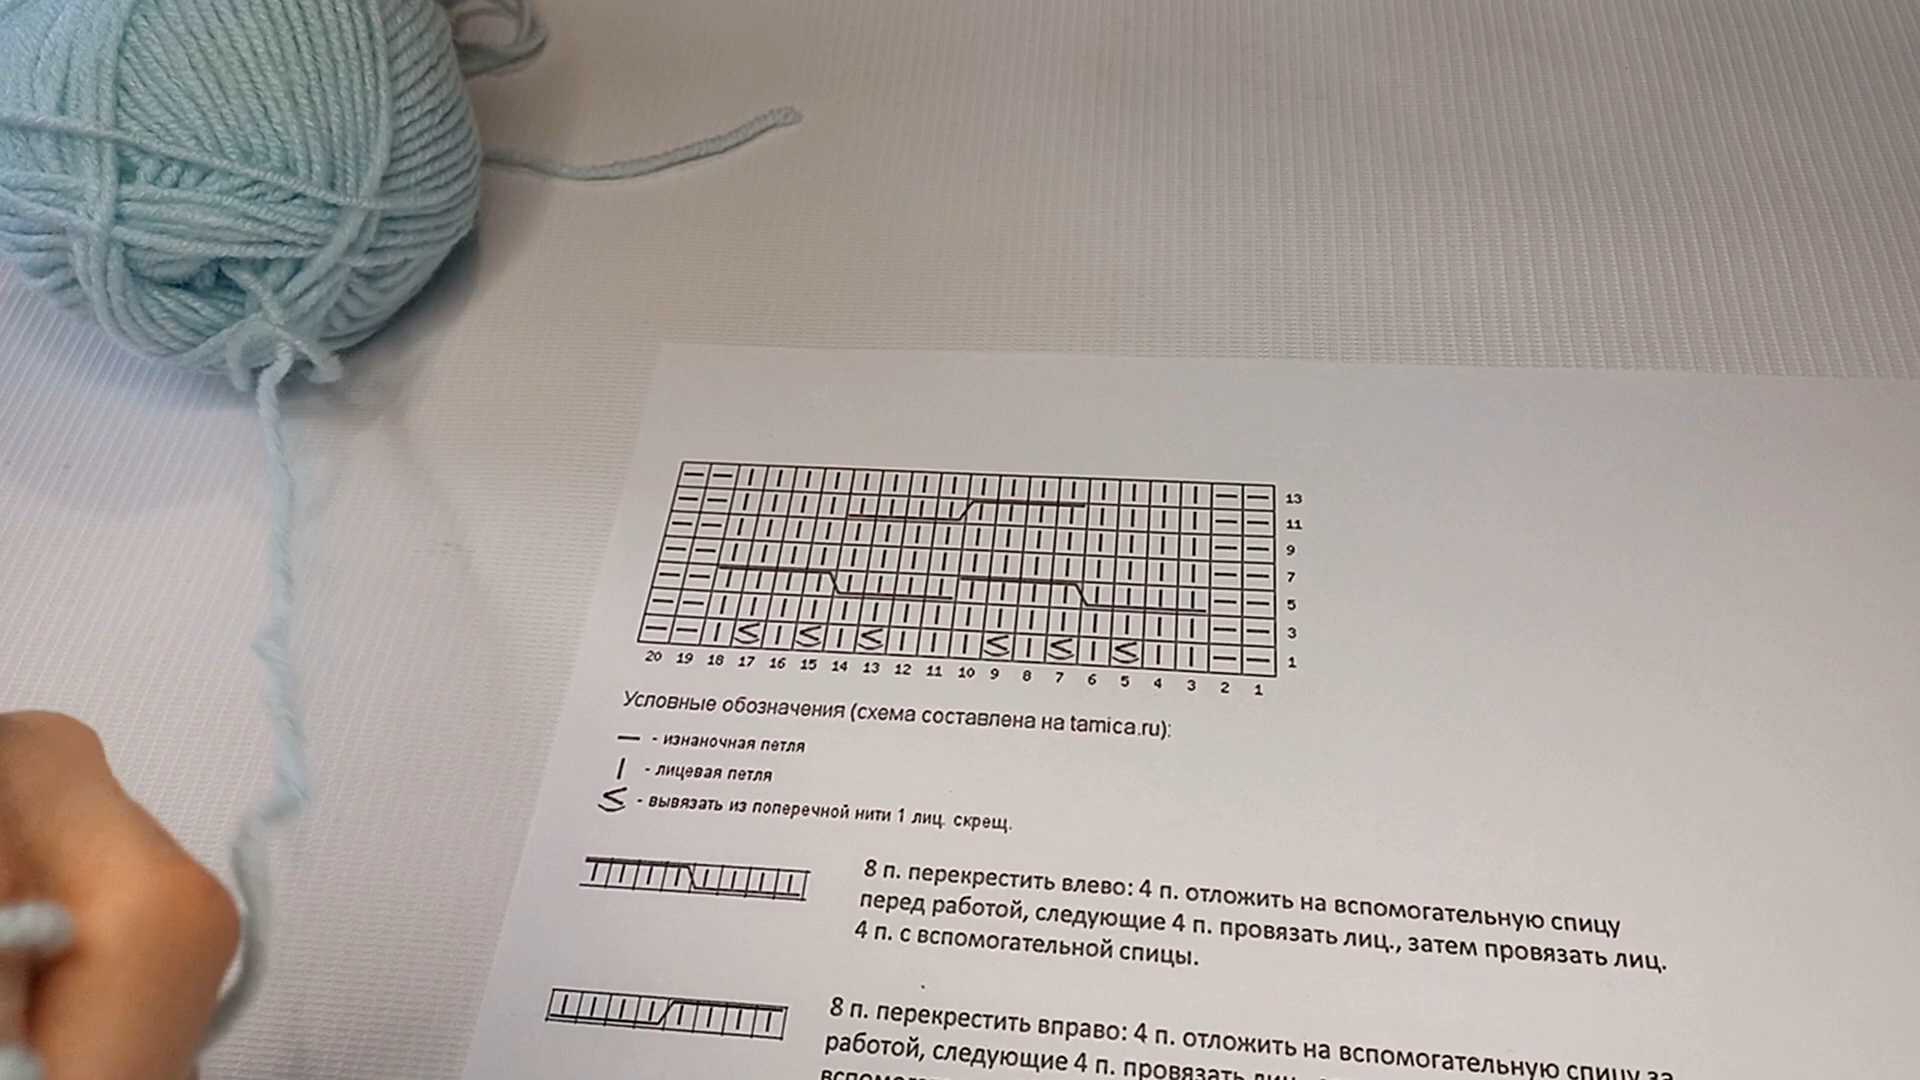 13
11
9
7
5
3
1
20 19 18 17 16 15 14 13 12 11 10 9 8 7 6 5 4 3 2 1
Условные обозначения (схема составлена на tamica.ru):
- изнаночная петля
- лицевая петля
- вывязать из поперечной нити 1 лиц. скрещ.
8 п. перекрестить влево: 4 п. отложить на вспомогательную спицу
перед работой, следующие 4 п. провязать лиц., затем провязать лиц.
4 п. с вспомогательной спицы.
8 п. перекрестить вправо: 4 п. отложить на вспомогательную спицу за
работой, следующие 4 п. провязать